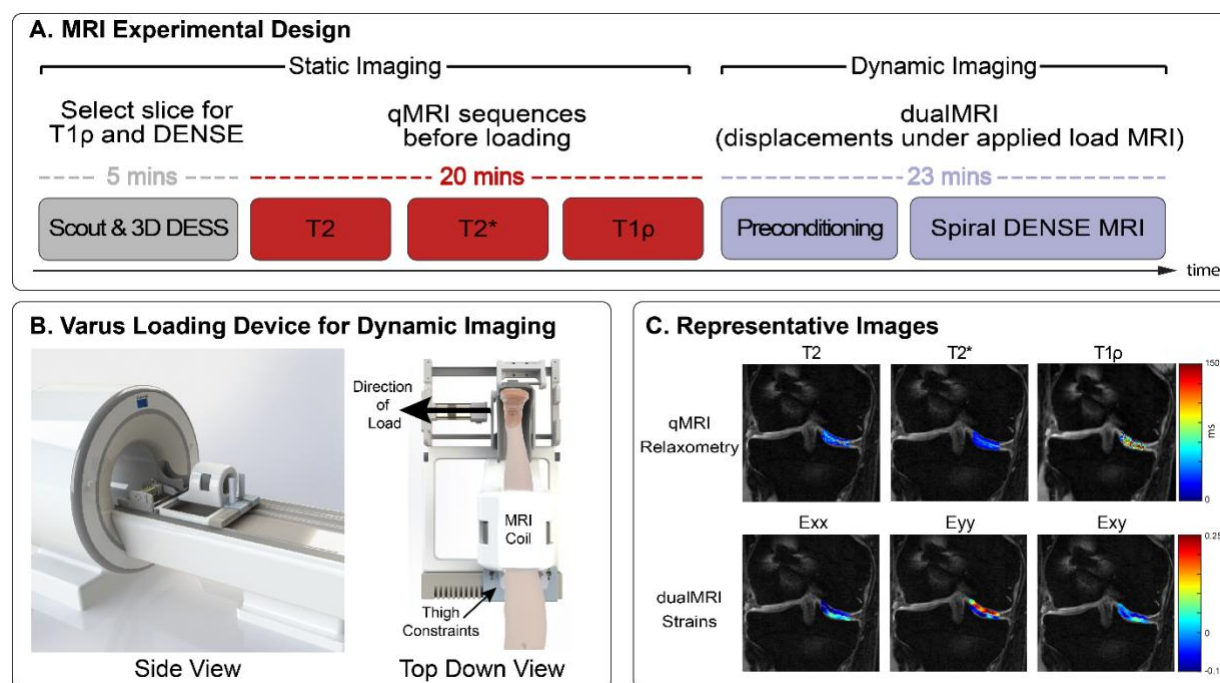 A. MRI Experimental Design
Static Imaging
Dynamic Imaging
Select slice for
T1ρ and DENSE
qMRI sequences
before loading
dualMRI
(displacements under applied load MRI)
5 mins
20 mins
23 mins
Scout & 3D DESS
T2
T2*
T1ρ
Preconditioning
Spiral DENSE MRI
time
B. Varus Loading Device for Dynamic Imaging
Direction
of
Load
MRI
Coil
Thigh
Constraints
Side View
Top Down View
C. Representative Images
T2
T2*
T1ρ
qMRI
Relaxometry
150
ms
0
Exx
Eyy
Exy
dualMRI
Strains
0.25
0
-0.1